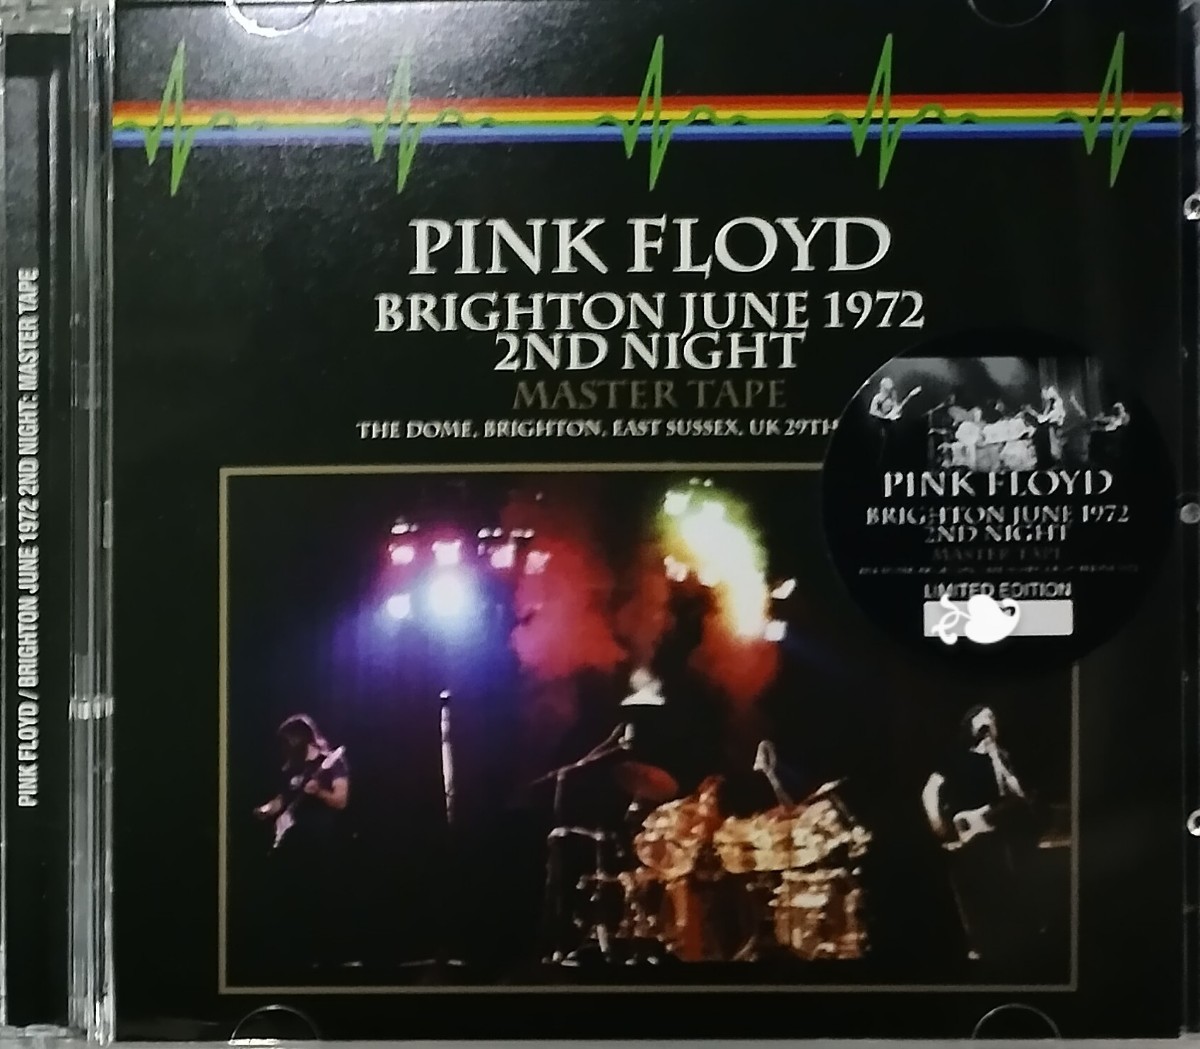 PINK FLOYD / BRIGHTON JUNE 1972 2ND NIGHT: MASTER TAPE
PINK FLOYD
BRIGHTON JUNE 1972
2ND NIGHT
MASTER TAPE
THE DOME, BRIGHTON, EAST SUSSEX, UK 29TH
PINK FLOYD
BRIGHTON JUNE 1972
2ND NIGHT
MASTER TAPE
LIMITED EDITION